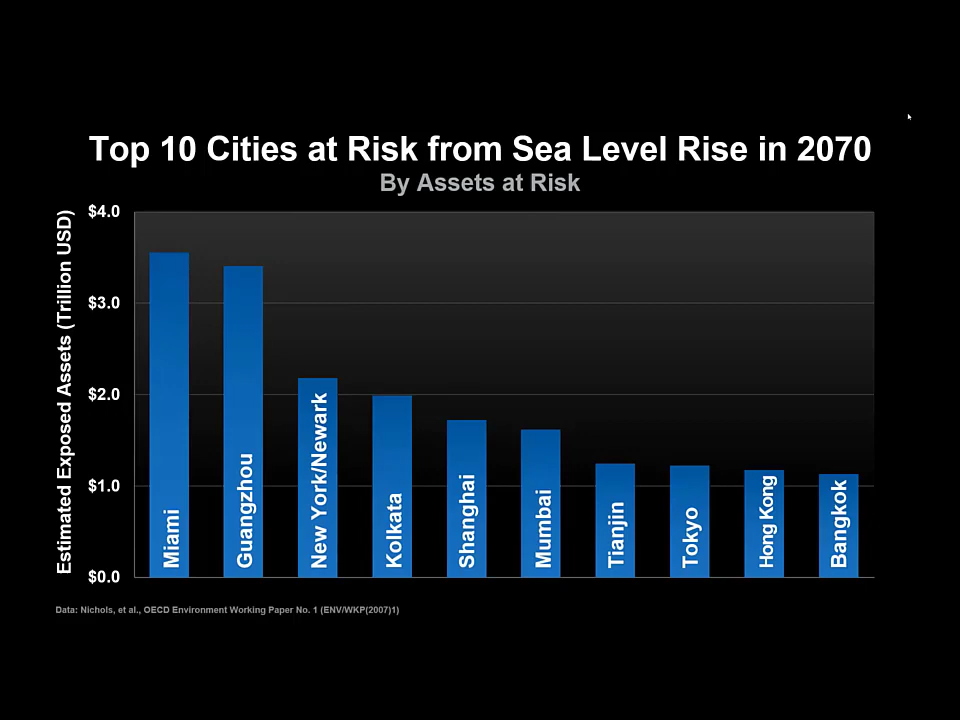 Top 10 Cities at Risk from Sea Level Rise in 2070
By Assets at Risk
Estimated Exposed Assets (Trillion USD)
$4.0
$3.0
$2.0
$1.0
$0.0
Miami
Guangzhou
New York/Newark
Kolkata
Shanghai
Mumbai
Tianjin
Tokyo
Hong Kong
Bangkok
Data: Nichols, et al., OECD Environment Working Paper No. 1 (ENV/WKP(2007)1)